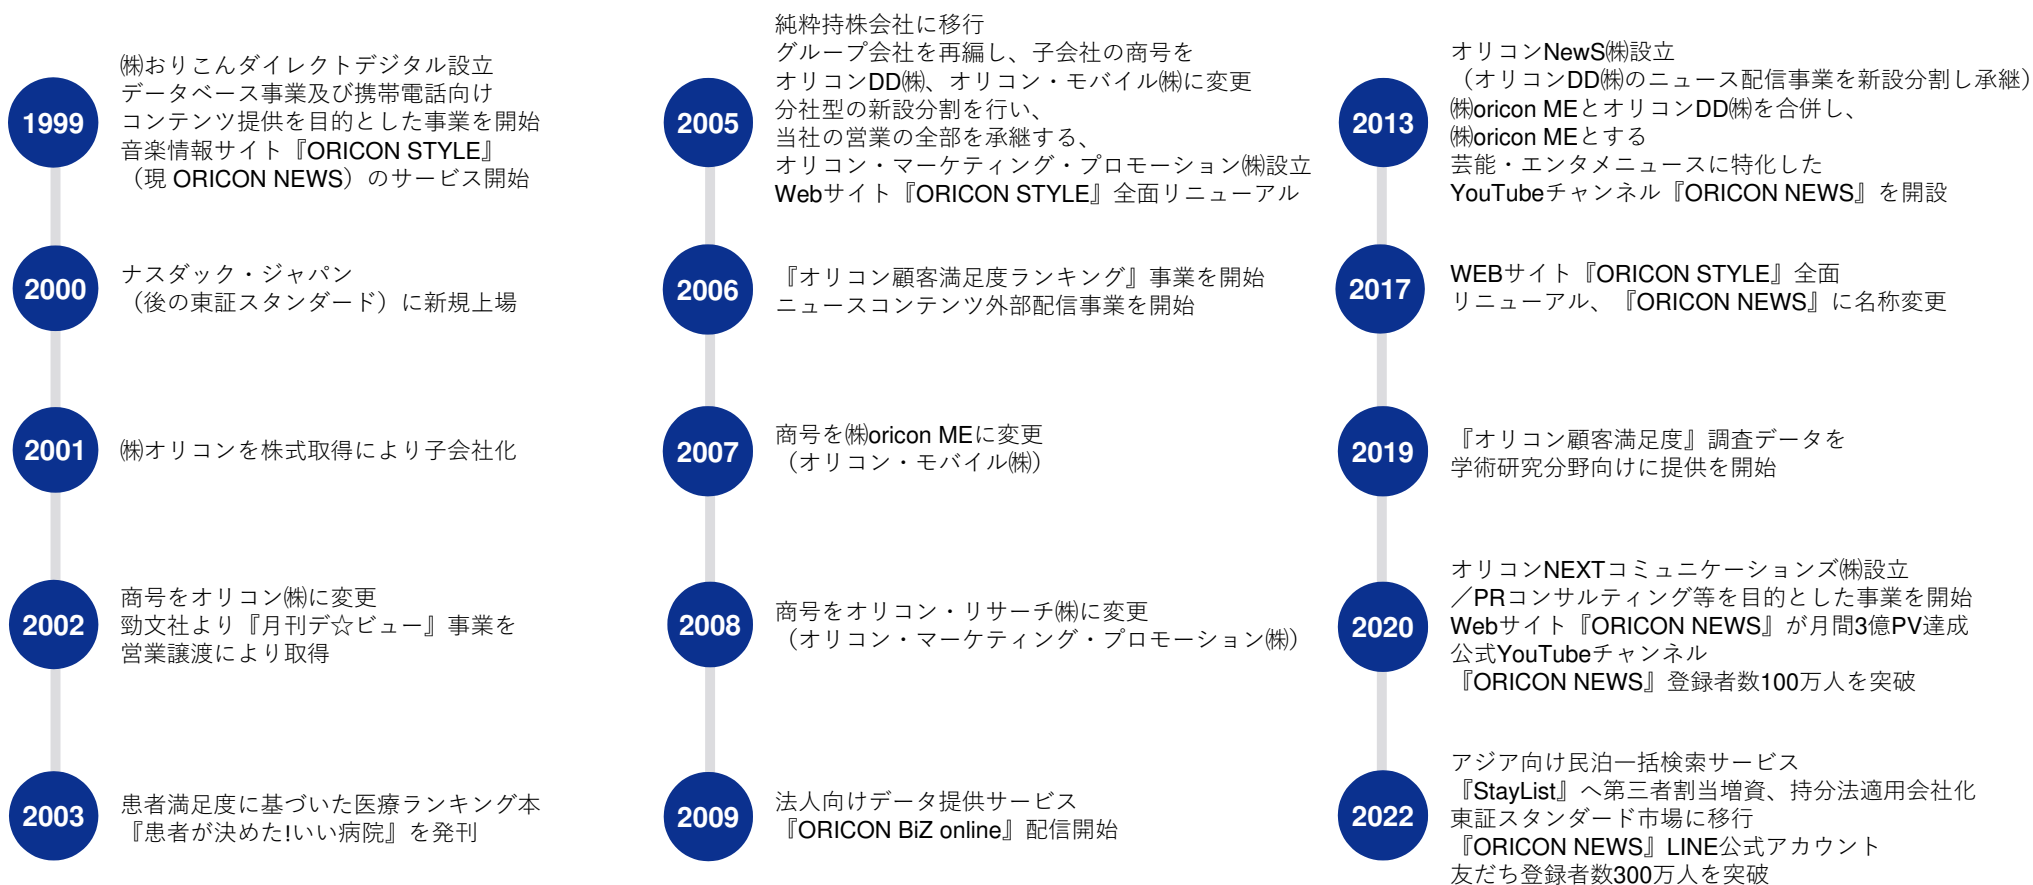 1999
㈱おりこんダイレクトデジタル設立
データベース事業及び携帯電話向け
コンテンツ提供を目的とした事業を開始
音楽情報サイト『ORICON STYLE』
（現 ORICON NEWS）のサービス開始
2000
ナスダック・ジャパン
（後の東証スタンダード）に新規上場
2001
㈱オリコンを株式取得により子会社化
2002
商号をオリコン㈱に変更
勁文社より『月刊デ☆ビュー』事業を
営業譲渡により取得
2003
患者満足度に基づいた医療ランキング本
『患者が決めた!いい病院』を発刊
2005
純粋持株会社に移行
グループ会社を再編し、子会社の商号を
オリコンDD㈱、オリコン・モバイル㈱に変更
分社型の新設分割を行い、
当社の営業の全部を承継する、
オリコン・マーケティング・プロモーション㈱設立
Webサイト『ORICON STYLE』全面リニューアル
2006
『オリコン顧客満足度ランキング』事業を開始
ニュースコンテンツ外部配信事業を開始
2007
商号を㈱oricon MEに変更
（オリコン・モバイル㈱）
2008
商号をオリコン・リサーチ㈱に変更
（オリコン・マーケティング・プロモーション㈱）
2009
法人向けデータ提供サービス
『ORICON BiZ online』配信開始
2013
オリコンNewS㈱設立
（オリコンDD㈱のニュース配信事業を新設分割し承継）
㈱oricon MEとオリコンDD㈱を合併し、
㈱oricon MEとする
芸能・エンタメニュースに特化した
YouTubeチャンネル『ORICON NEWS』を開設
2017
WEBサイト『ORICON STYLE』全面
リニューアル、『ORICON NEWS』に名称変更
2019
『オリコン顧客満足度』調査データを
学術研究分野向けに提供を開始
2020
オリコンNEXTコミュニケーションズ㈱設立
／PRコンサルティング等を目的とした事業を開始
Webサイト『ORICON NEWS』が月間3億PV達成
公式YouTubeチャンネル
『ORICON NEWS』登録者数100万人を突破
2022
アジア向け民泊一括検索サービス
『StayList』へ第三者割当増資、持分法適用会社化
東証スタンダード市場に移行
『ORICON NEWS』LINE公式アカウント
友だち登録者数300万人を突破